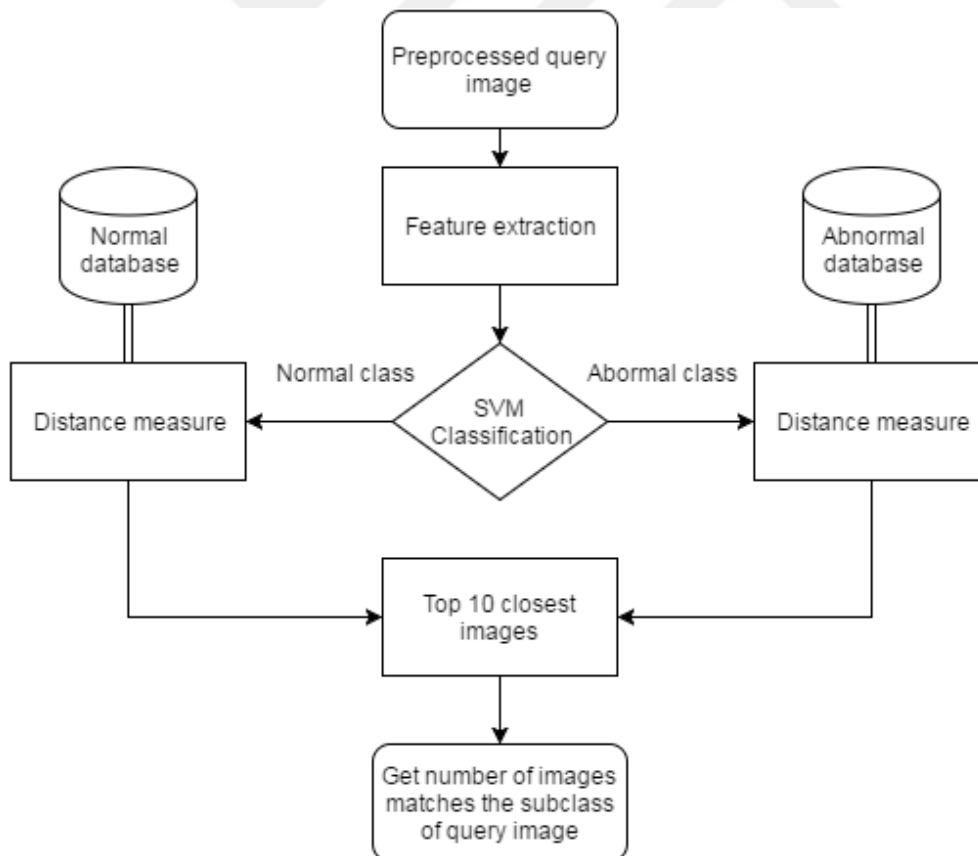 Preprocessed query
image
Feature extraction
Normal
database
Abnormal
database
Normal class
Abormal class
Distance measure
SVM
Classification
Distance measure
Top 10 closest
images
Get number of images
matches the subclass
of query image